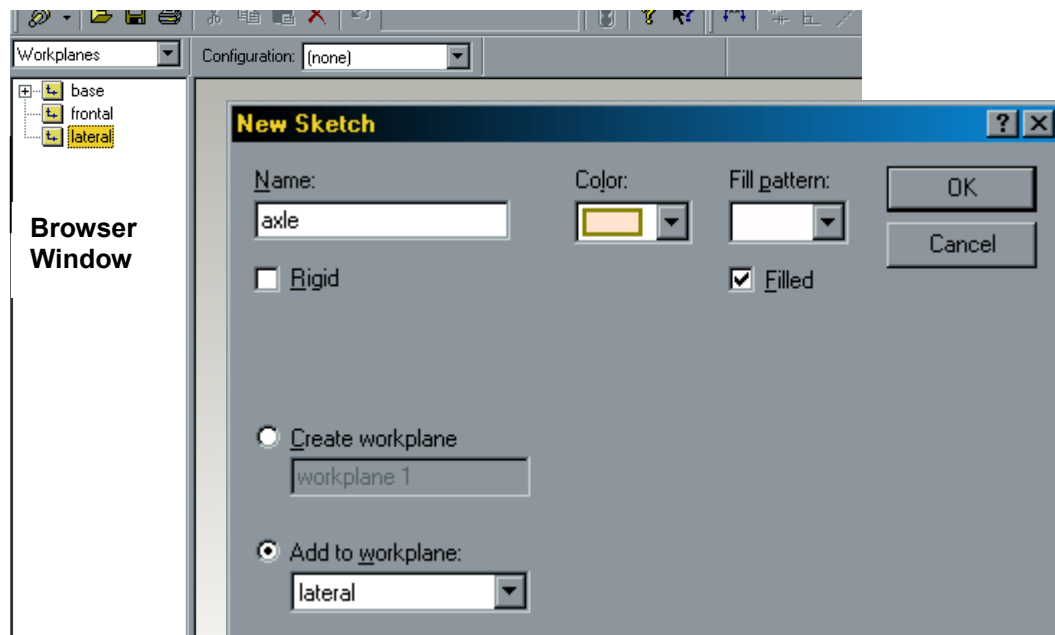 Workplanes
Configuration: (none)
base
frontal
lateral
Browser
Window
New Sketch
Name: Color: Fill pattern: OK
axle
Cancel
Rigid Filled
Create workplane
workplane 1
Add to workplane:
lateral